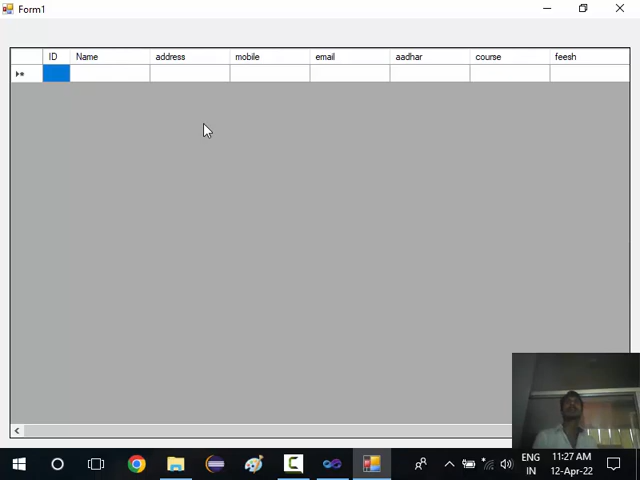 Form1
ID Name address mobile email aadhar course feesh
ENG 11:27 AM
IN 12-Apr-22